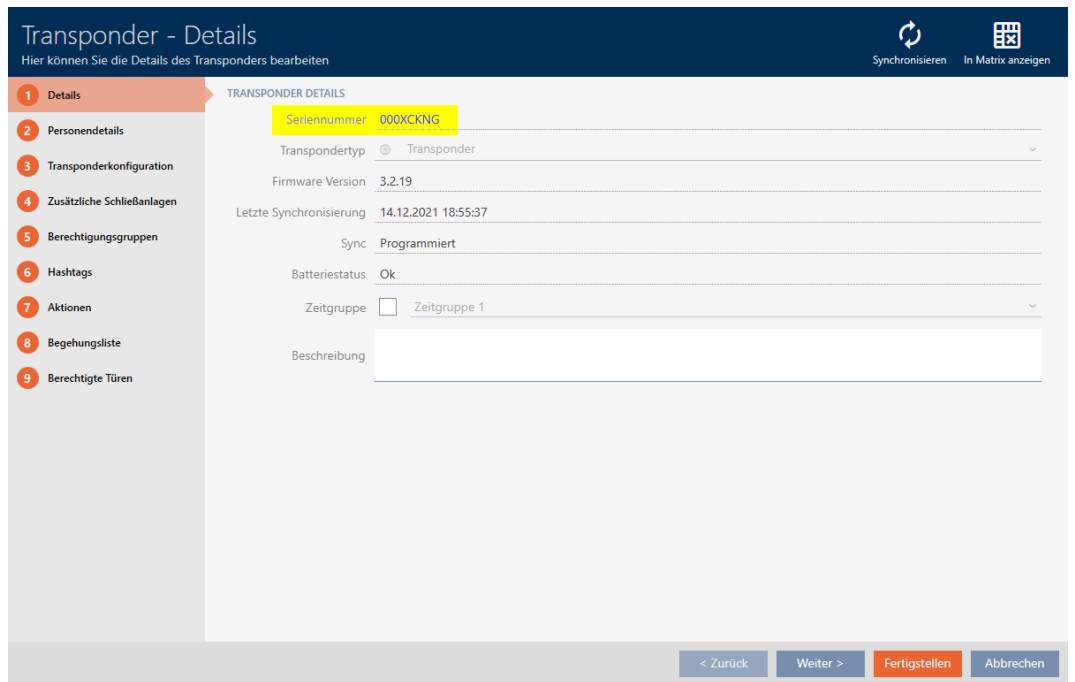 Transponder - Details
Hier können Sie die Details des Transponders bearbeiten
Synchronisieren
In Matrix anzeigen
1 Details
2 Personendetails
3 Transponderkonfiguration
4 Zusätzliche Schließanlagen
5 Berechtigungsgruppen
6 Hashtags
7 Aktionen
8 Begehungsliste
9 Berechtigte Türen
TRANSPONDER DETAILS
Seriennummer 000XCKNG
Transpondertyp Transponder
Firmware Version 3.2.19
Letzte Synchronisierung 14.12.2021 18:55:37
Sync Programmiert
Batteriestatus Ok
Zeitgruppe Zeitgruppe 1
Beschreibung
< Zurück
Weiter >
Fertigstellen
Abbrechen